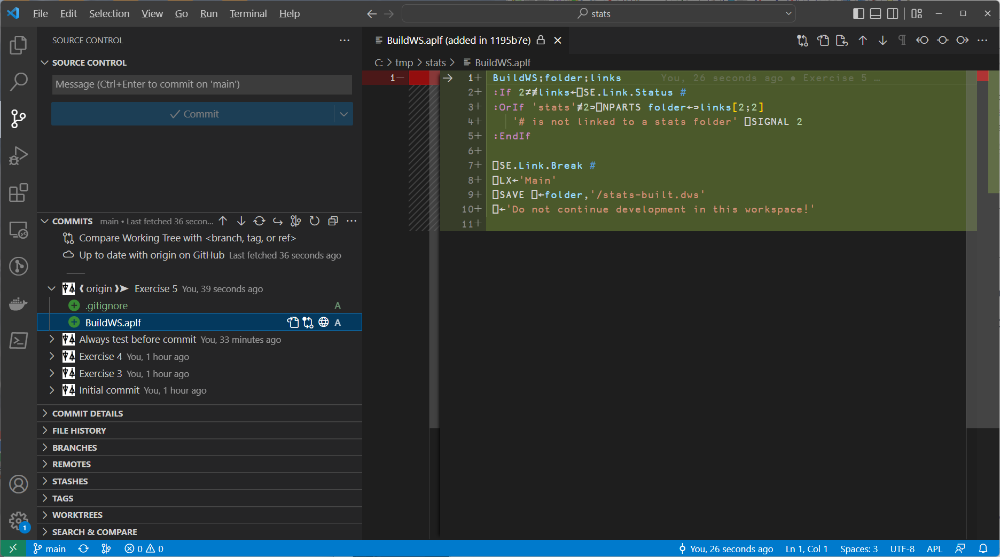 File Edit Selection View Go Run Terminal Help
stats
SOURCE CONTROL
SOURCE CONTROL
Message (Ctrl+Enter to commit on 'main')
Commit
COMMITS main • Last fetched 36 secon...
Compare Working Tree with <branch, tag, or ref>
Up to date with origin on GitHub Last fetched 36 seconds ago
❰ origin ❱➤ Exercise 5 You, 39 seconds ago
.gitignore A
BuildWS.aplf A
Always test before commit You, 33 minutes ago
Exercise 4 You, 1 hour ago
Exercise 3 You, 1 hour ago
Initial commit You, 1 hour ago
COMMIT DETAILS
FILE HISTORY
BRANCHES
REMOTES
STASHES
TAGS
WORKTREES
SEARCH & COMPARE
1
BuildWS.aplf (added in 1195b7e)
C: > tmp > stats > BuildWS.aplf
1− 1+ BuildWS;folder;links You, 26 seconds ago • Exercise 5 …
2+ :If 2≠≢links←⎕SE.Link.Status #
3+ :OrIf 'stats'≢2⊃⎕NPARTS folder←⊃links[2;2]
4+ '# is not linked to a stats folder' ⎕SIGNAL 2
5+ :EndIf
6+
7+ ⎕SE.Link.Break #
8+ ⎕LX←'Main'
9+ ⎕SAVE ⎕←folder,'/stats-built.dws'
10+ ⎕←'Do not continue development in this workspace!'
11+
main 0 0 You, 26 seconds ago Ln 1, Col 1 Spaces: 3 UTF-8 APL